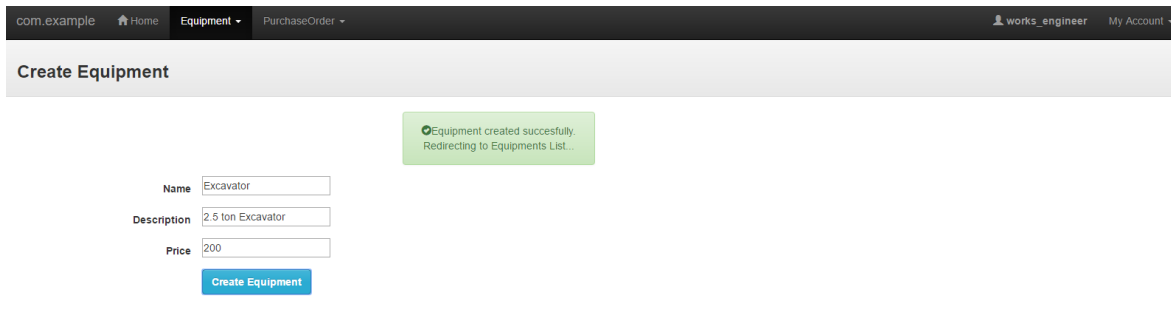 com.example Home Equipment PurchaseOrder works_engineer My Account
Create Equipment
Equipment created succesfully.
Redirecting to Equipments List...
Name Excavator
Description 2.5 ton Excavator
Price 200
Create Equipment